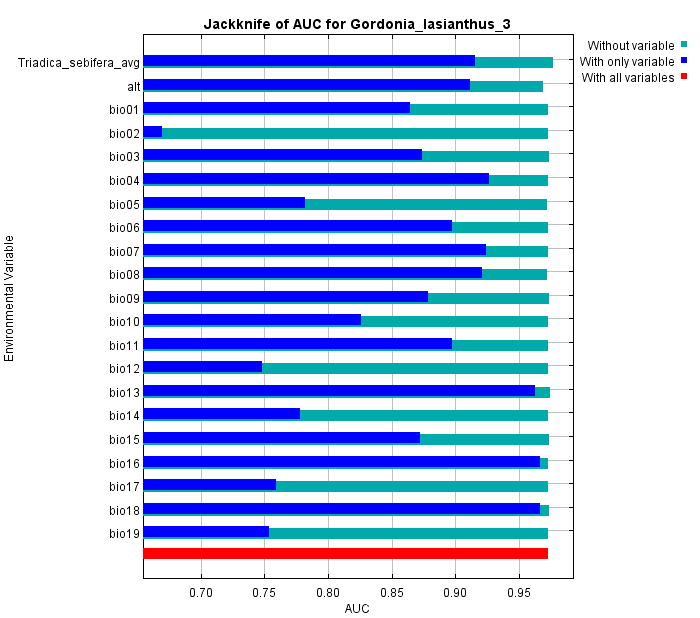 Jackknife of AUC for Gordonia_lasianthus_3
Without variable
With only variable
With all variables
Environmental Variable
Triadica_sebifera_avg
alt
bio01
bio02
bio03
bio04
bio05
bio06
bio07
bio08
bio09
bio10
bio11
bio12
bio13
bio14
bio15
bio16
bio17
bio18
bio19
0.70 0.75 0.80 0.85 0.90 0.95
AUC